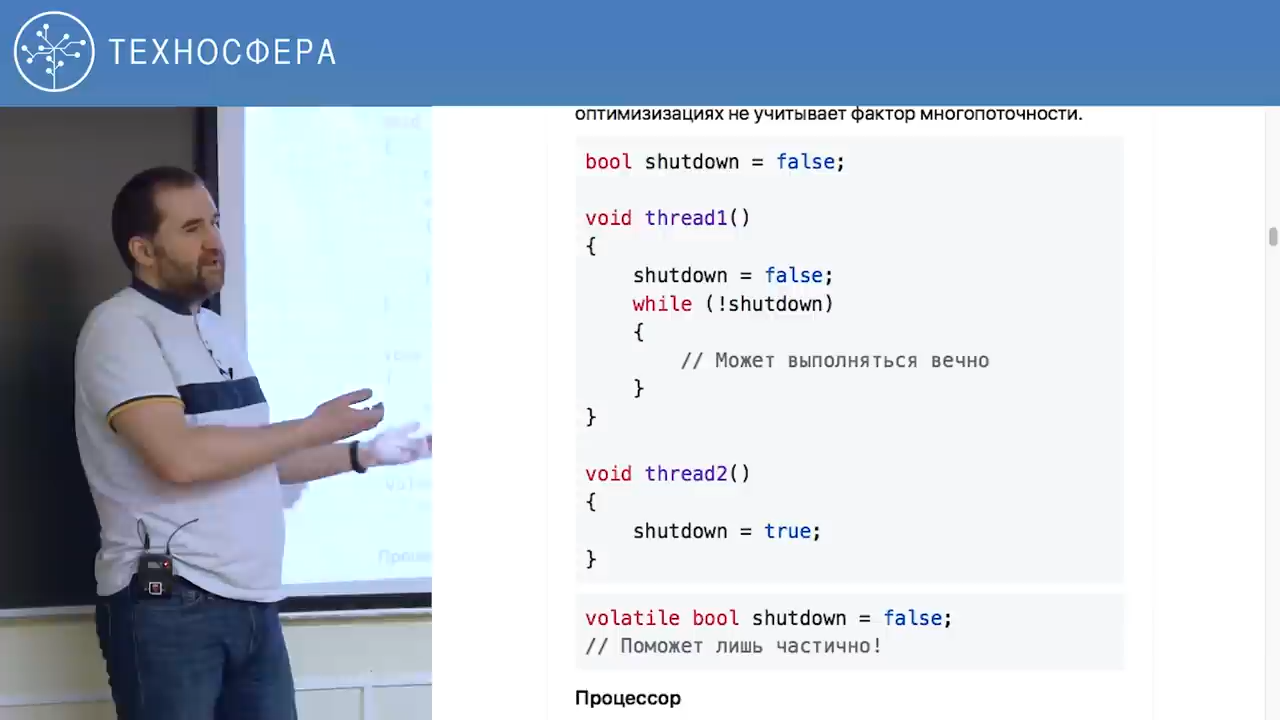 ТЕХНОСФЕРА
оптимизизациях не учитывает фактор многопоточности.
bool shutdown = false;
void thread1()
{
    shutdown = false;
    while (!shutdown)
    {
        // Может выполняться вечно
    }
}
void thread2()
{
    shutdown = true;
}
volatile bool shutdown = false;
// Поможет лишь частично!
Процессор